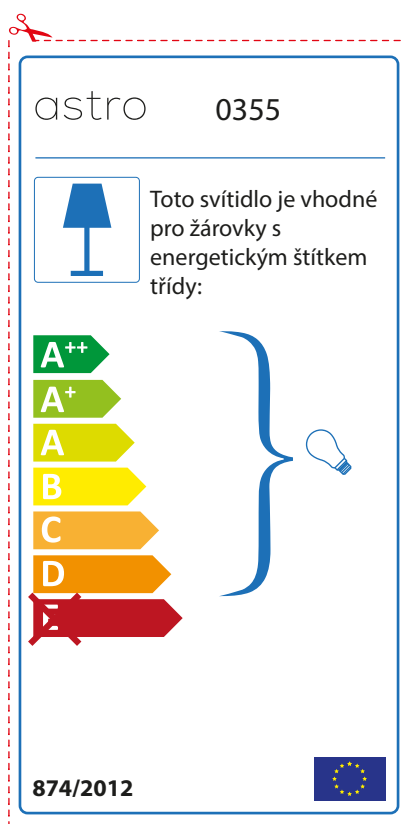 astro 0355
Toto svítidlo je vhodné
pro žárovky s
energetickým štítkem
třídy:
A++
A+
A
B
C
D
E
874/2012